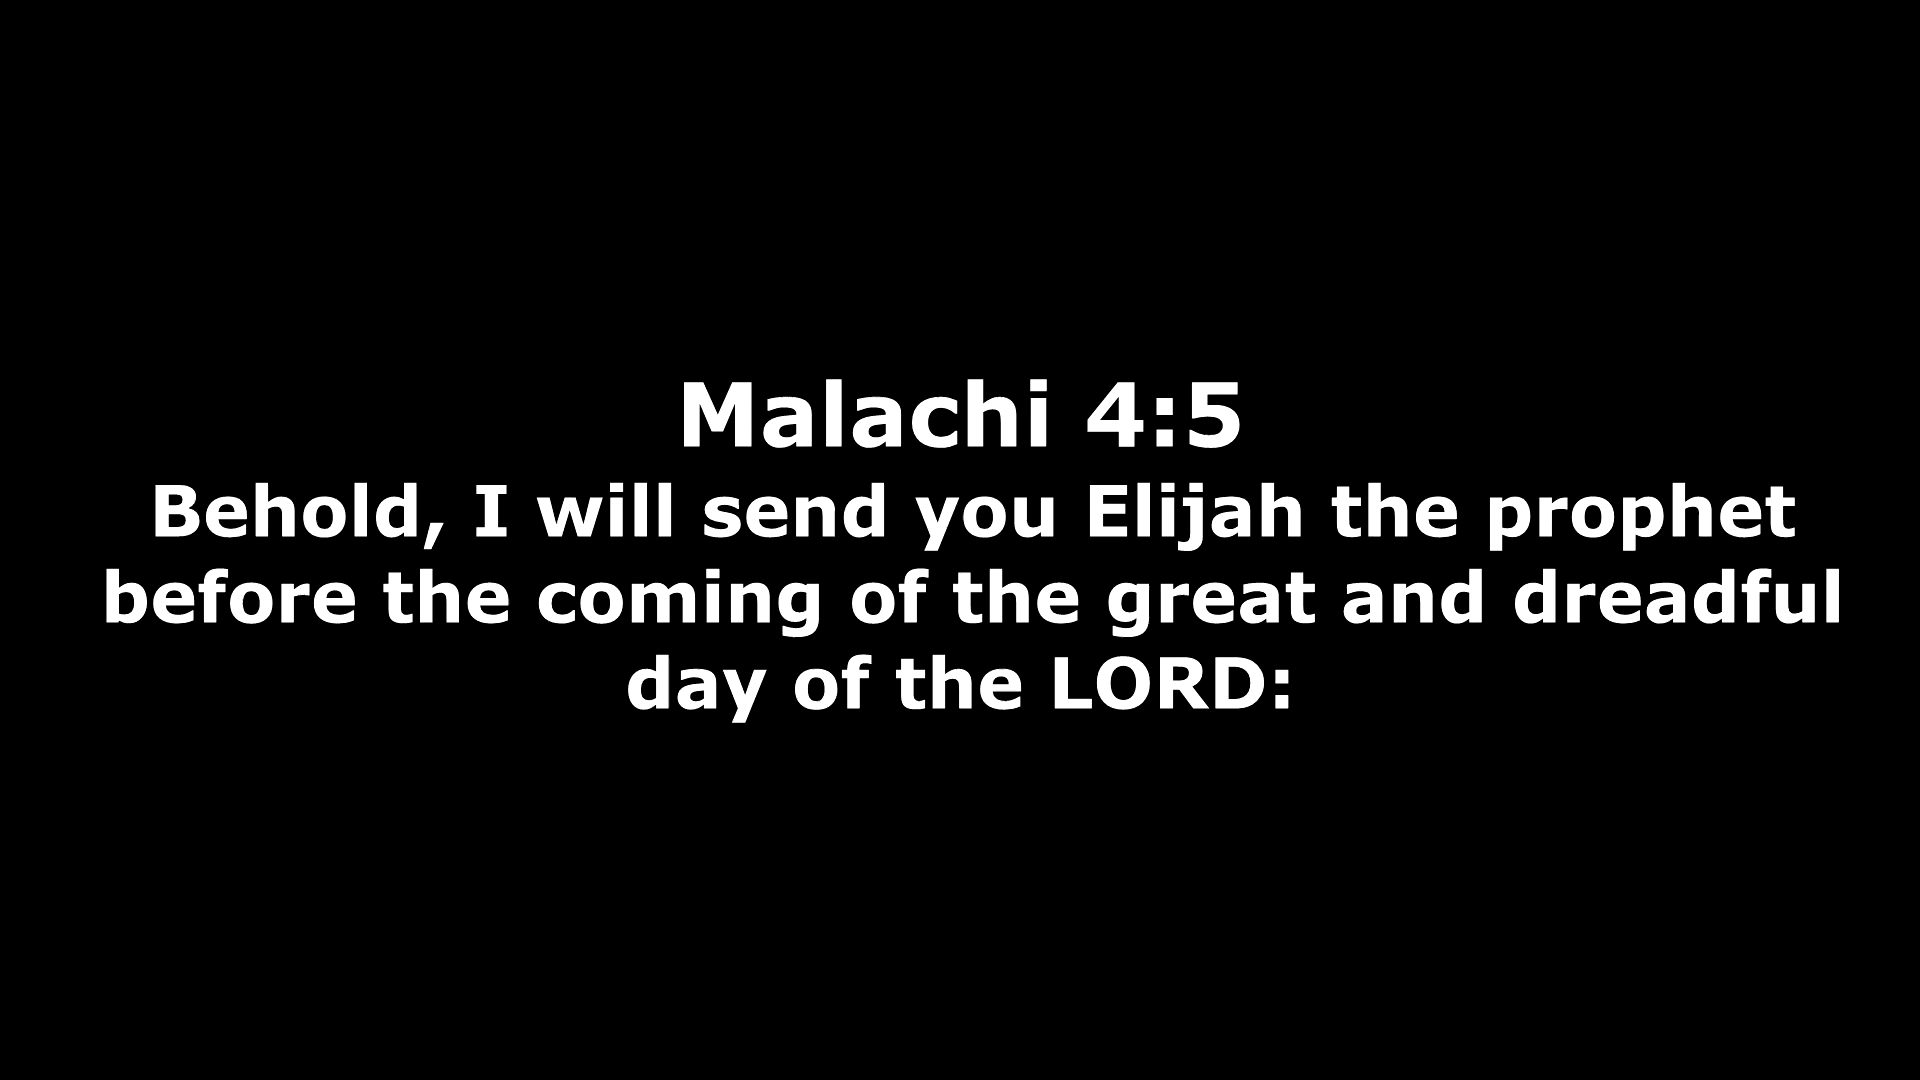 Malachi 4:5
Behold, I will send you Elijah the prophet
before the coming of the great and dreadful
day of the LORD: